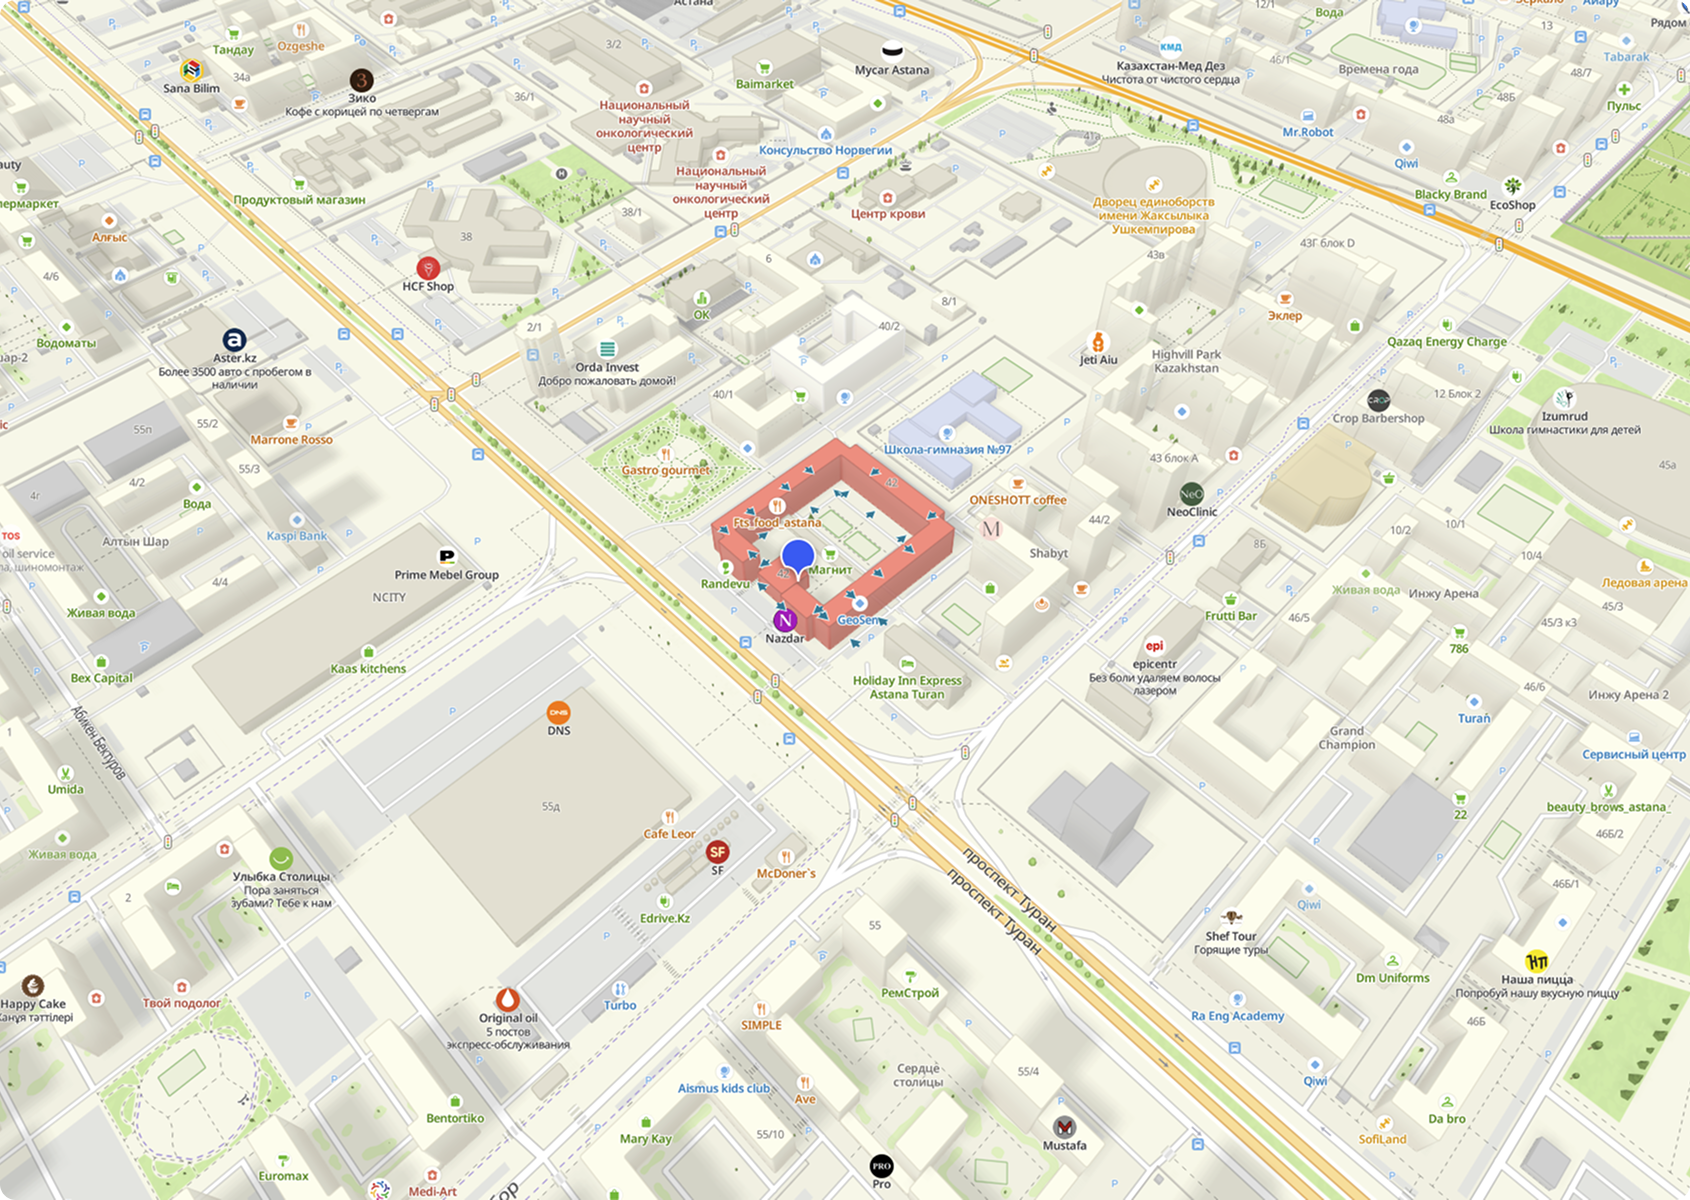 Астана
12/1
Вода
Зеркало
Айару
Рядом
Тандау
Ozgeshe
3/2
Mycar Astana
КМД
Казахстан-Мед Дез
Чистота от чистого сердца
46/1
Времена года
13
Tabarak
48/7
34а
Sana Bilim
3
Зико
Кофе с корицей по четвергам
36/1
Baimarket
Национальный
научный
онкологический
центр
Консульство Норвегии
41а
48Б
48а
Mr.Robot
Qiwi
Пульс
Продуктовый магазин
Национальный
научный
онкологический
центр
38/1
Центр крови
Дворец единоборств
имени Жаксылыка
Ушкемпирова
Blacky Brand
EcoShop
Алғыс
38
HCF Shop
4/6
6
43в
43Г блок D
Эклер
OK
8/1
Водоматы
Aster.kz
Более 3500 авто с пробегом в
наличии
2/1
Orda Invest
Добро пожаловать домой!
40/2
40/1
Jeti Aiu
Highvill Park
Kazakhstan
Qazaq Energy Charge
12 Блок 2
CROP
Crop Barbershop
Izumrud
Школа гимнастики для детей
45а
55п
55/2
Marrone Rosso
55/3
4/2
4г
Вода
Kaspi Bank
Gastro gourmet
Школа-гимназия №97
43 блок А
ONESHOTT coffee
NeO
NeoClinic
42
Fts_food_astana
44/2
M
Shabyt
10/2
10/1
10/4
8Б
oil service
Алтын Шар
Prime Mebel Group
NCITY
4/4
Живая вода
Randevu
Магнит
GeoSen
N
Nazdar
Holiday Inn Express
Astana Turan
Живая вода
Инжу Арена
Ледовая арена
Frutti Bar
46/5
45/3
45/3 к3
786
epi
epicentr
Без боли удаляем волосы
лазером
46/6
Инжу Арена 2
Turań
Grand
Champion
Сервисный центр
Kaas kitchens
Bex Capital
Абикен Бектуров
1
Umida
DNS
DNS
55д
Cafe Leor
SF
SF
McDoner`s
Edrive.Kz
22
beauty_brows_astana_
46Б/2
46Б/1
Живая вода
Улыбка Столицы
Пора заняться
зубами? Тебе к нам
2
проспект Туран
проспект Туран
55
Qiwi
Shef Tour
Горящие туры
Dm Uniforms
НП
Наша пицца
Попробуй нашу вкусную пиццу
Happy Cake
Твой подолог
Original oil
5 постов
экспресс-обслуживания
Turbo
РемСтрой
SIMPLE
Ra Eng Academy
46Б
Сердце
столицы
55/4
Qiwi
Aismus kids club
Ave
Bentortiko
Mary Kay
55/10
Mustafa
SofiLand
Da bro
Euromax
Medi-Art
PRO
Pro